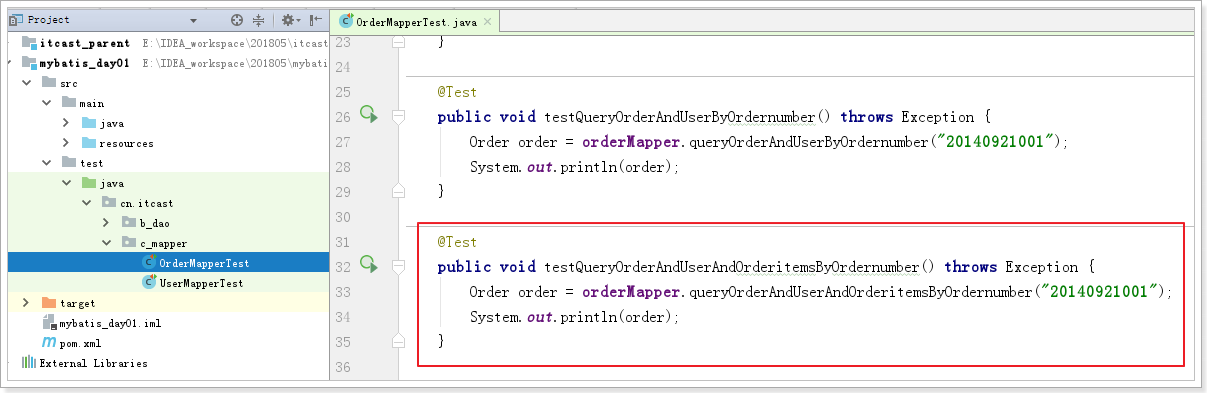 Project
itcast_parent E:\IDEA_workspace\201805\itcast
mybatis_day01 E:\IDEA_workspace\201805\mybati
src
main
java
resources
test
java
cn.itcast
b_dao
c_mapper
OrderMapperTest
UserMapperTest
target
mybatis_day01.iml
pom.xml
External Libraries
OrderMapperTest.java
23 }
24
25 @Test
26 public void testQueryOrderAndUserByOrdernumber() throws Exception {
27 Order order = orderMapper.queryOrderAndUserByOrdernumber("20140921001");
28 System.out.println(order);
29 }
30
31 @Test
32 public void testQueryOrderAndUserAndOrderitemsByOrdernumber() throws Exception {
33 Order order = orderMapper.queryOrderAndUserAndOrderitemsByOrdernumber("20140921001");
34 System.out.println(order);
35 }
36